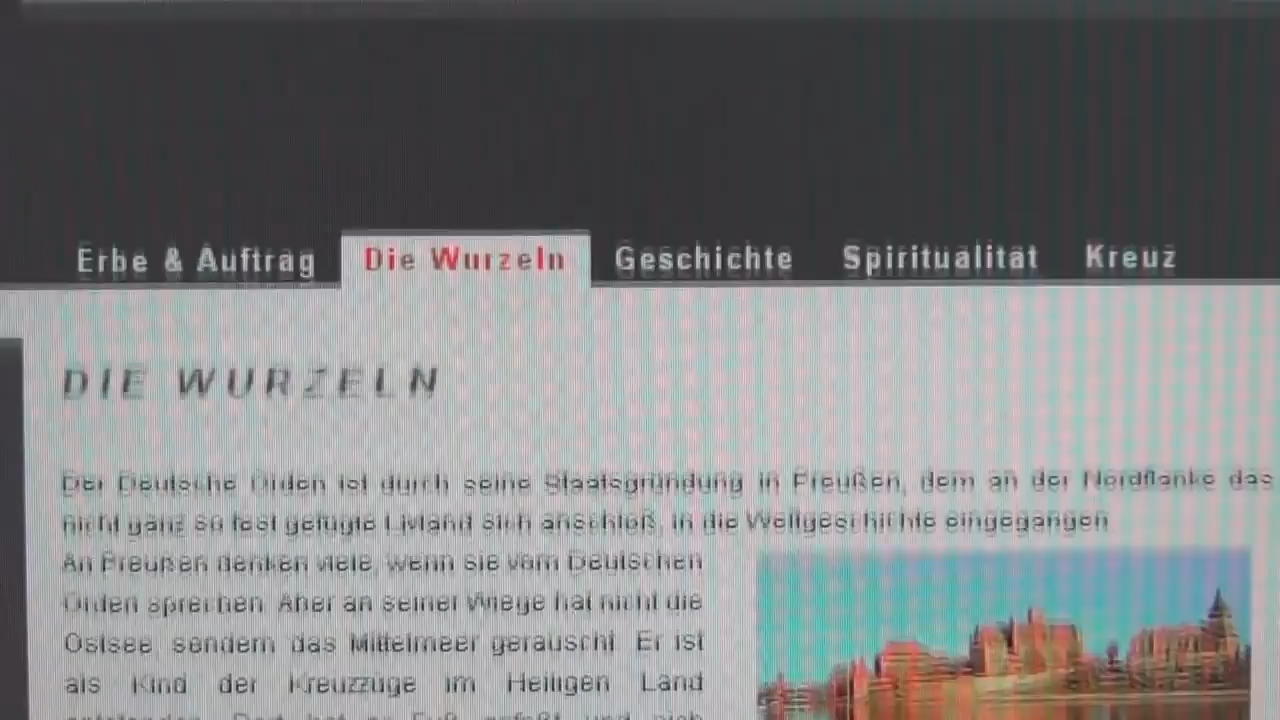 Erbe & Auftrag Die Wurzeln Geschichte Spiritualität Kreuz
DIE WURZELN
Der Deutsche Orden ist durch seine Staatsgründung in Preußen, dem an der Nordflanke das
nicht ganz so fest gefügte Livland sich anschloß, in die Weltgeschichte eingegangen
An Preußen denken viele, wenn sie vom Deutschen
Orden sprechen. Aber an seiner Wiege hat nicht die
Ostsee, sondern das Mittelmeer gerauscht. Er ist
als Kind der Kreuzzüge im Heiligen Land